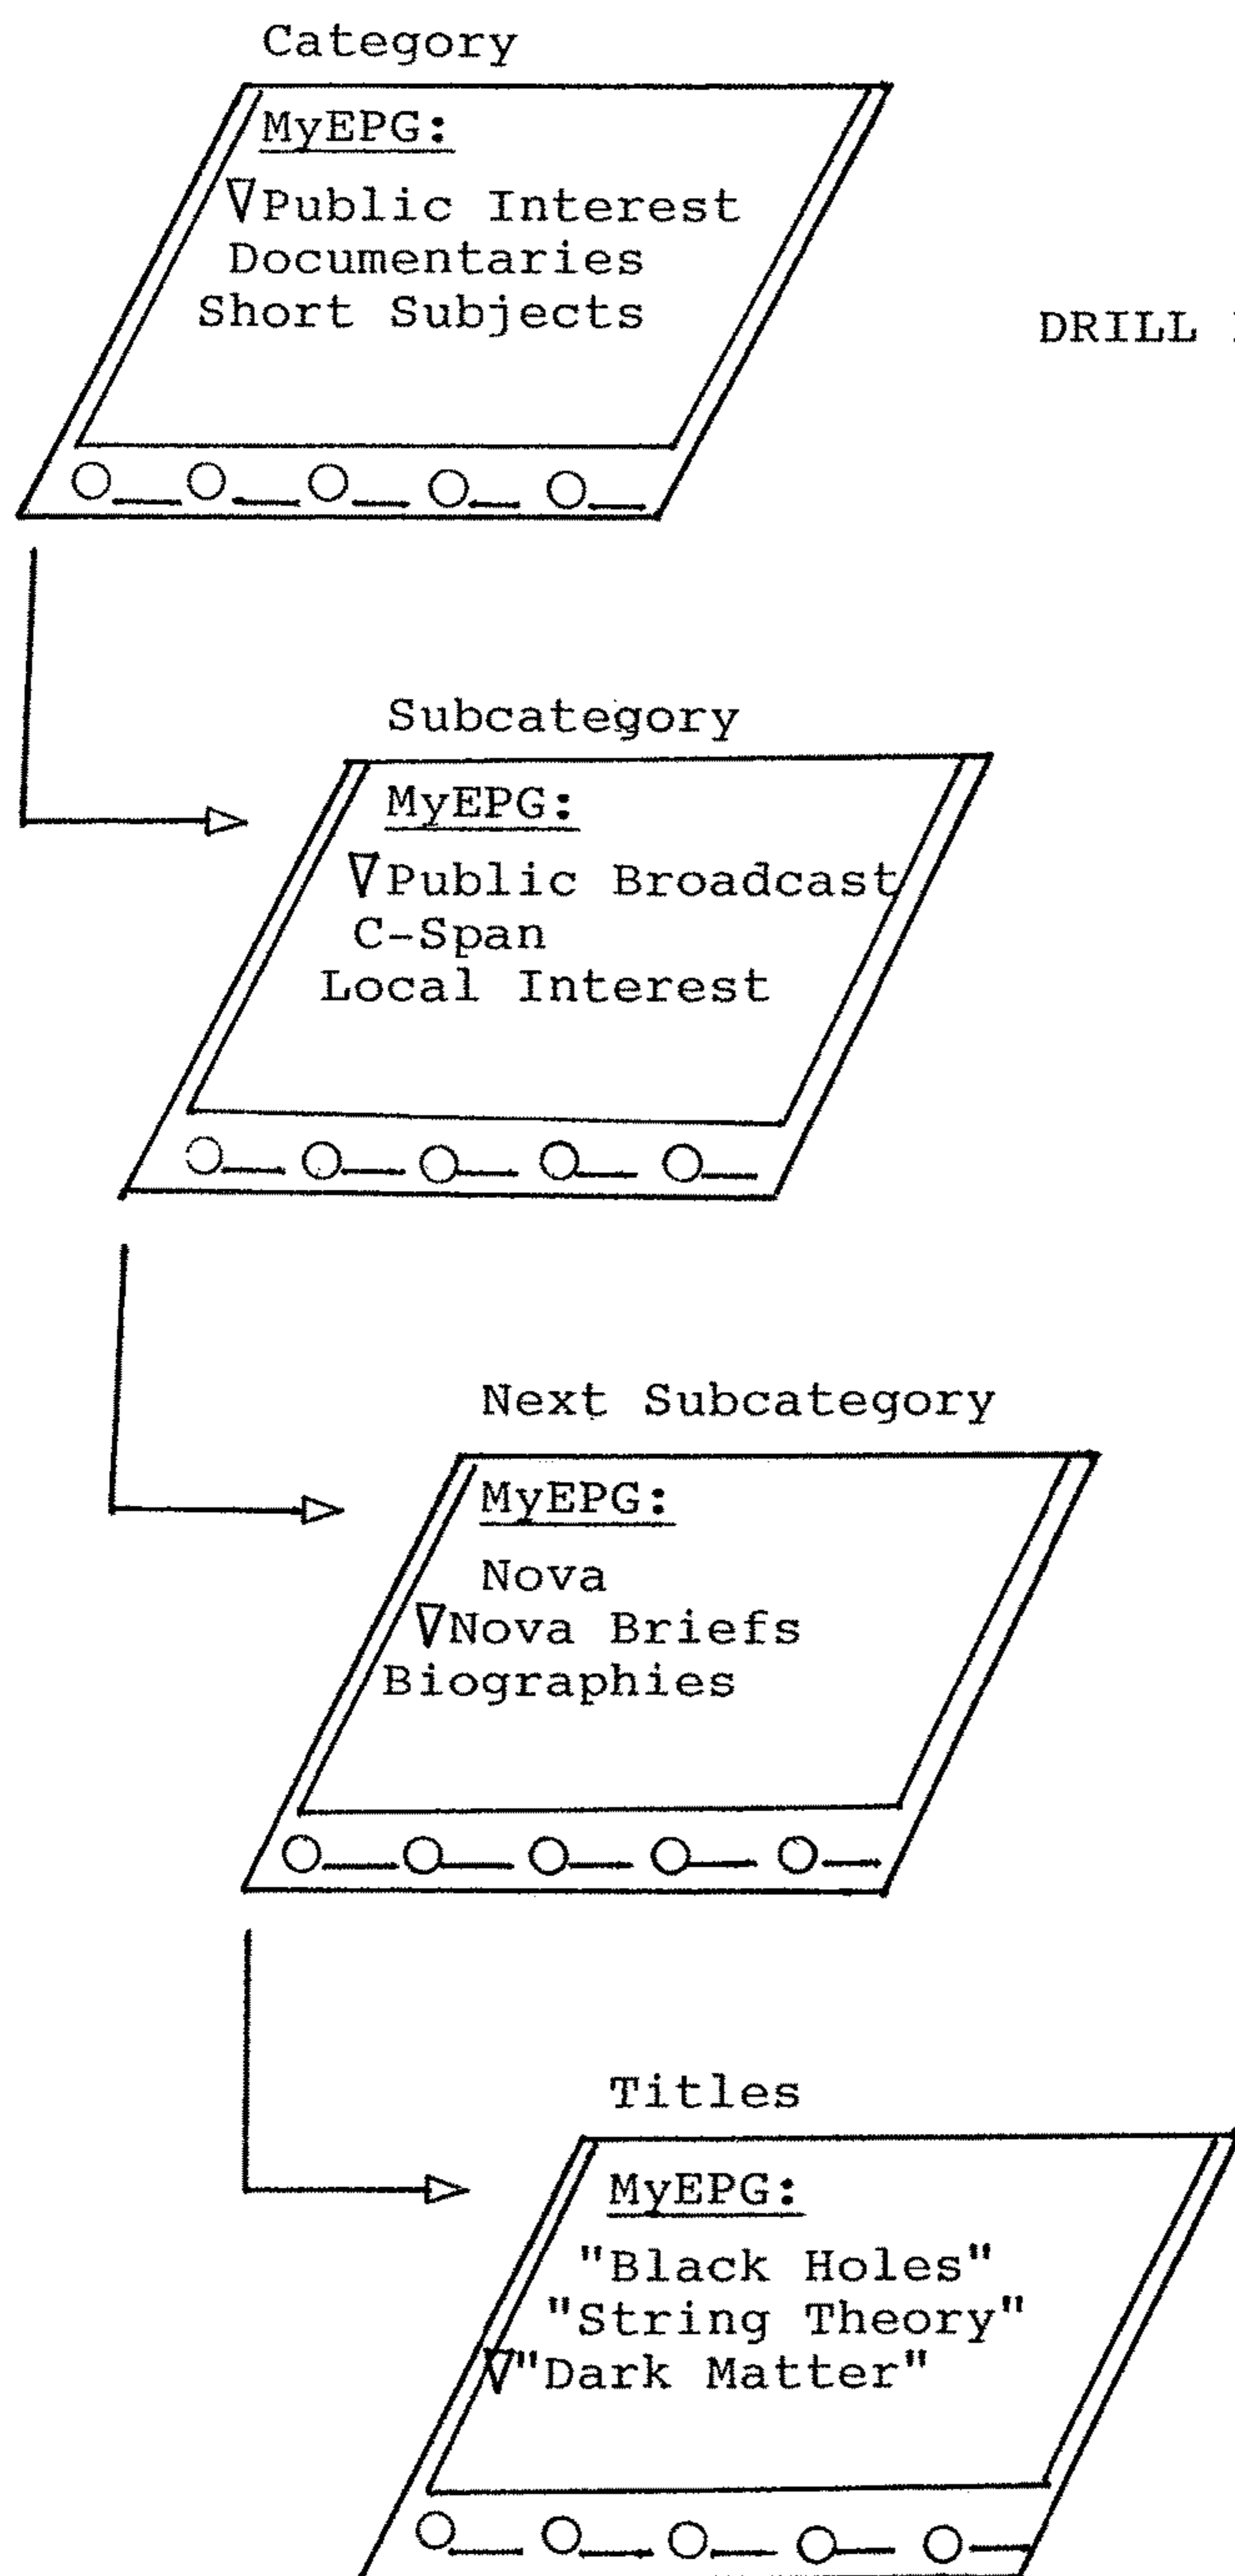 Category
MyEPG:
Public Interest
Documentaries
Short Subjects
DRILL
Subcategory
MyEPG:
Public Broadcast
C-Span
Local Interest
Next Subcategory
MyEPG:
Nova
Nova Briefs
Biographies
Titles
MyEPG:
"Black Holes"
"String Theory"
"Dark Matter"